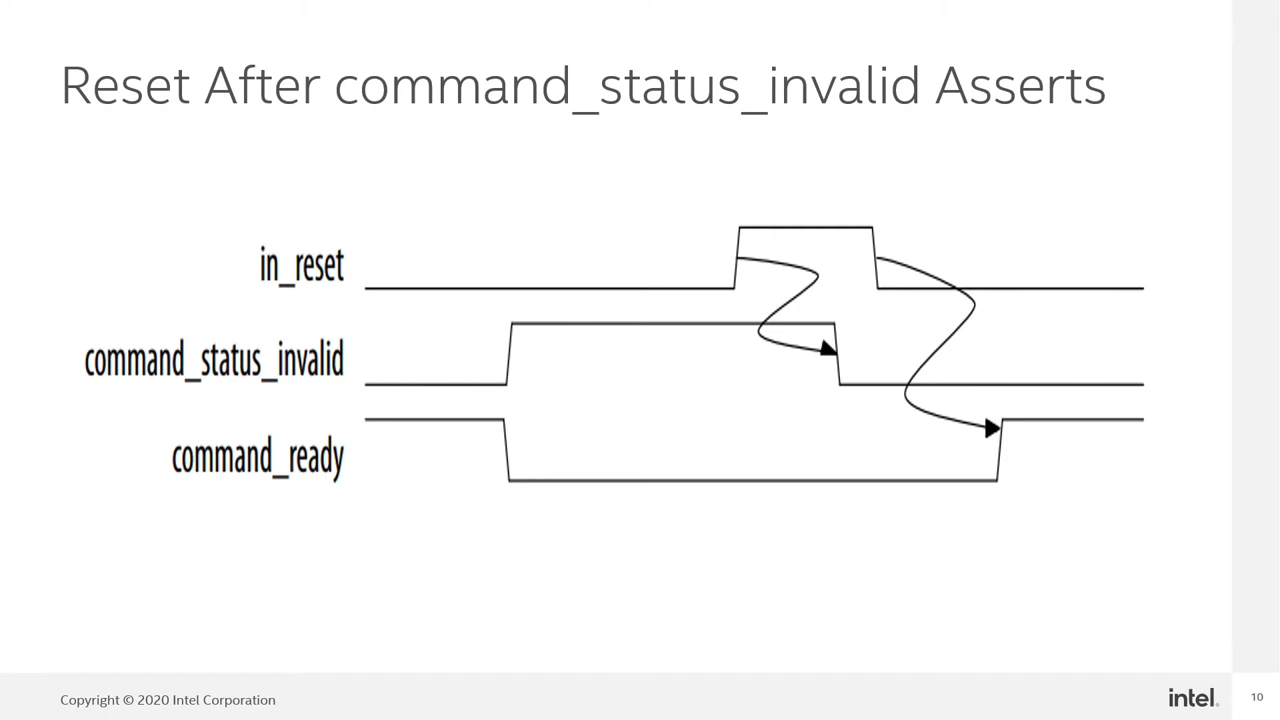 Reset After command_status_invalid Asserts
in_reset
command_status_invalid
command_ready
Copyright © 2020 Intel Corporation
intel.
10